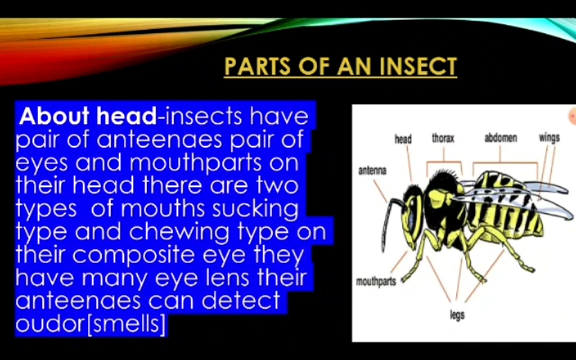 PARTS OF AN INSECT
About head-insects have
pair of anteenaes pair of
eyes and mouthparts on
their head there are two
types of mouths sucking
type and chewing type on
their composite eye they
have many eye lens their
anteenaes can detect
oudor[smells]
head thorax abdomen wings
antenna
mouthparts
legs